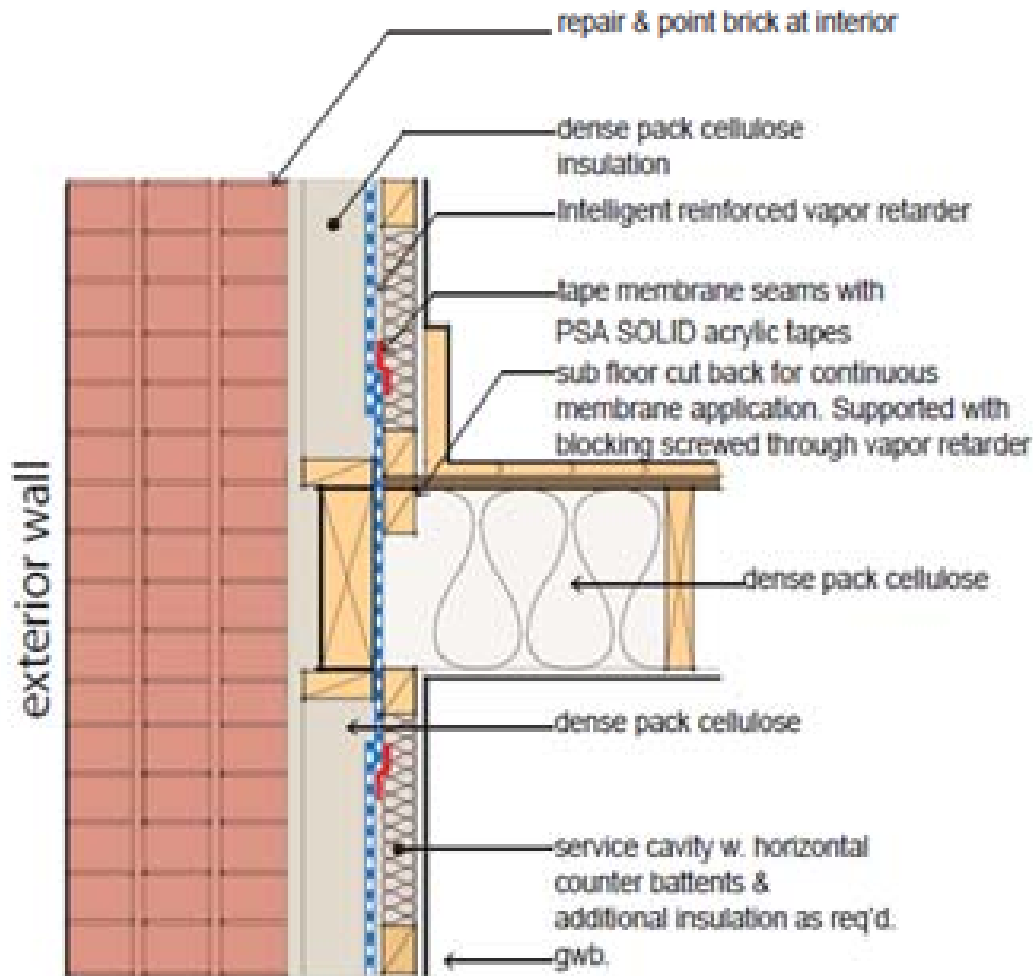 repair & point brick at interior
dense pack cellulose
insulation
Intelligent reinforced vapor retarder
tape membrane seams with
PSA SOLID acrylic tapes
sub floor cut back for continuous
membrane application. Supported with
blocking screwed through vapor retarder
exterior wall
dense pack cellulose
dense pack cellulose
service cavity w. horizontal
counter battents &
additional insulation as req'd.
gwb.